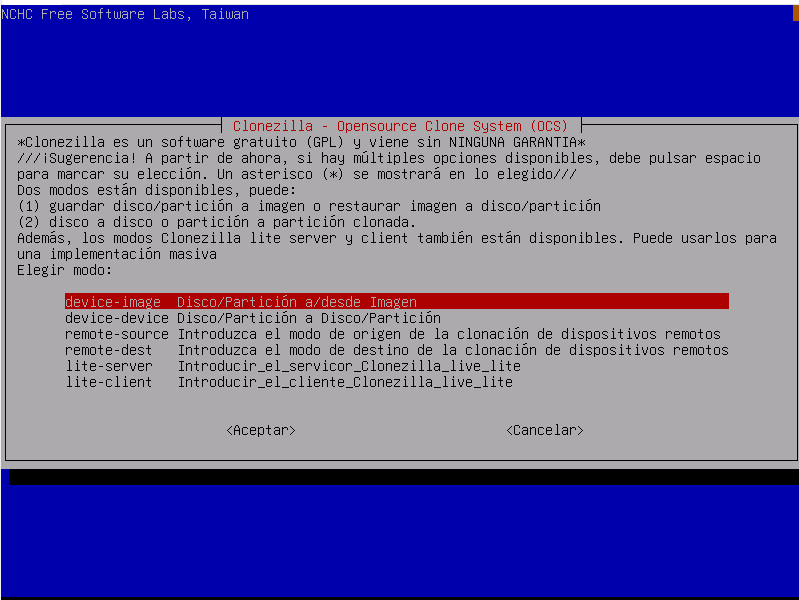 NCHC Free Software Labs, Taiwan
Clonezilla - Opensource Clone System (OCS)
*Clonezilla es un software gratuito (GPL) y viene sin NINGUNA GARANTIA*
///¡Sugerencia! A partir de ahora, si hay múltiples opciones disponibles, debe pulsar espacio
para marcar su elección. Un asterisco (*) se mostrará en lo elegido///
Dos modos están disponibles, puede:
(1) guardar disco/partición a imagen o restaurar imagen a disco/partición
(2) disco a disco o partición a partición clonada.
Además, los modos Clonezilla lite server y client también están disponibles. Puede usarlos para
una implementación masiva
Elegir modo:
device-image Disco/Partición a/desde Imagen
device-device Disco/Partición a Disco/Partición
remote-source Introduzca el modo de origen de la clonación de dispositivos remotos
remote-dest Introduzca el modo de destino de la clonación de dispositivos remotos
lite-server Introducir_el_servicor_Clonezilla_live_lite
lite-client Introducir_el_cliente_Clonezilla_live_lite
<Aceptar> <Cancelar>